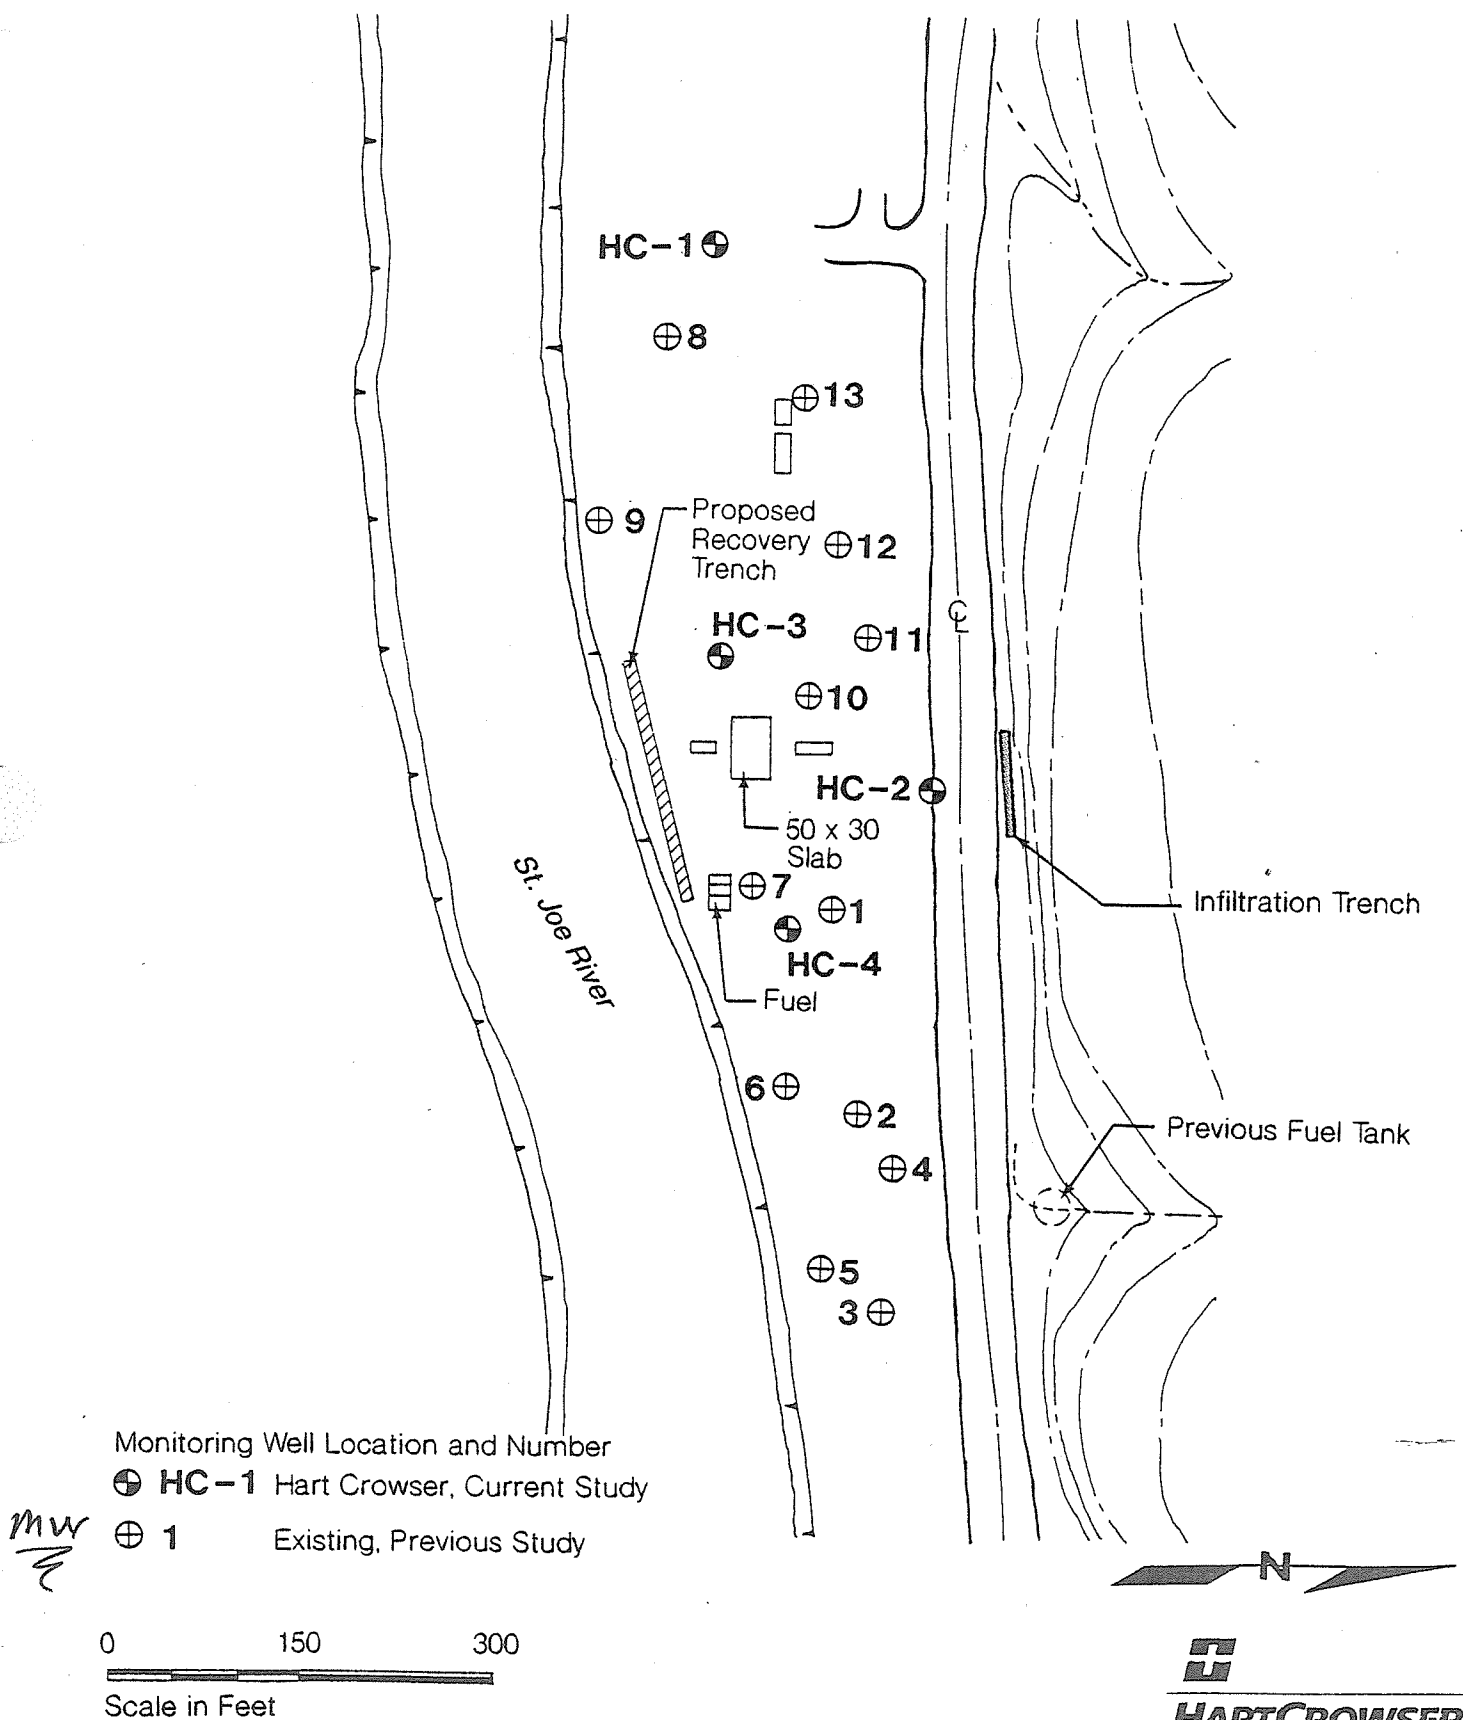 HC-1
8
13
9
Proposed
Recovery
Trench
12
HC-3
11
CL
10
HC-2
50 x 30
Slab
7
1
HC-4
Fuel
St. Joe River
Infiltration Trench
6
2
4
Previous Fuel Tank
5
3
Monitoring Well Location and Number
HC-1 Hart Crowser, Current Study
1 Existing, Previous Study
MW
N
0 150 300
Scale in Feet
HARTCROWSER